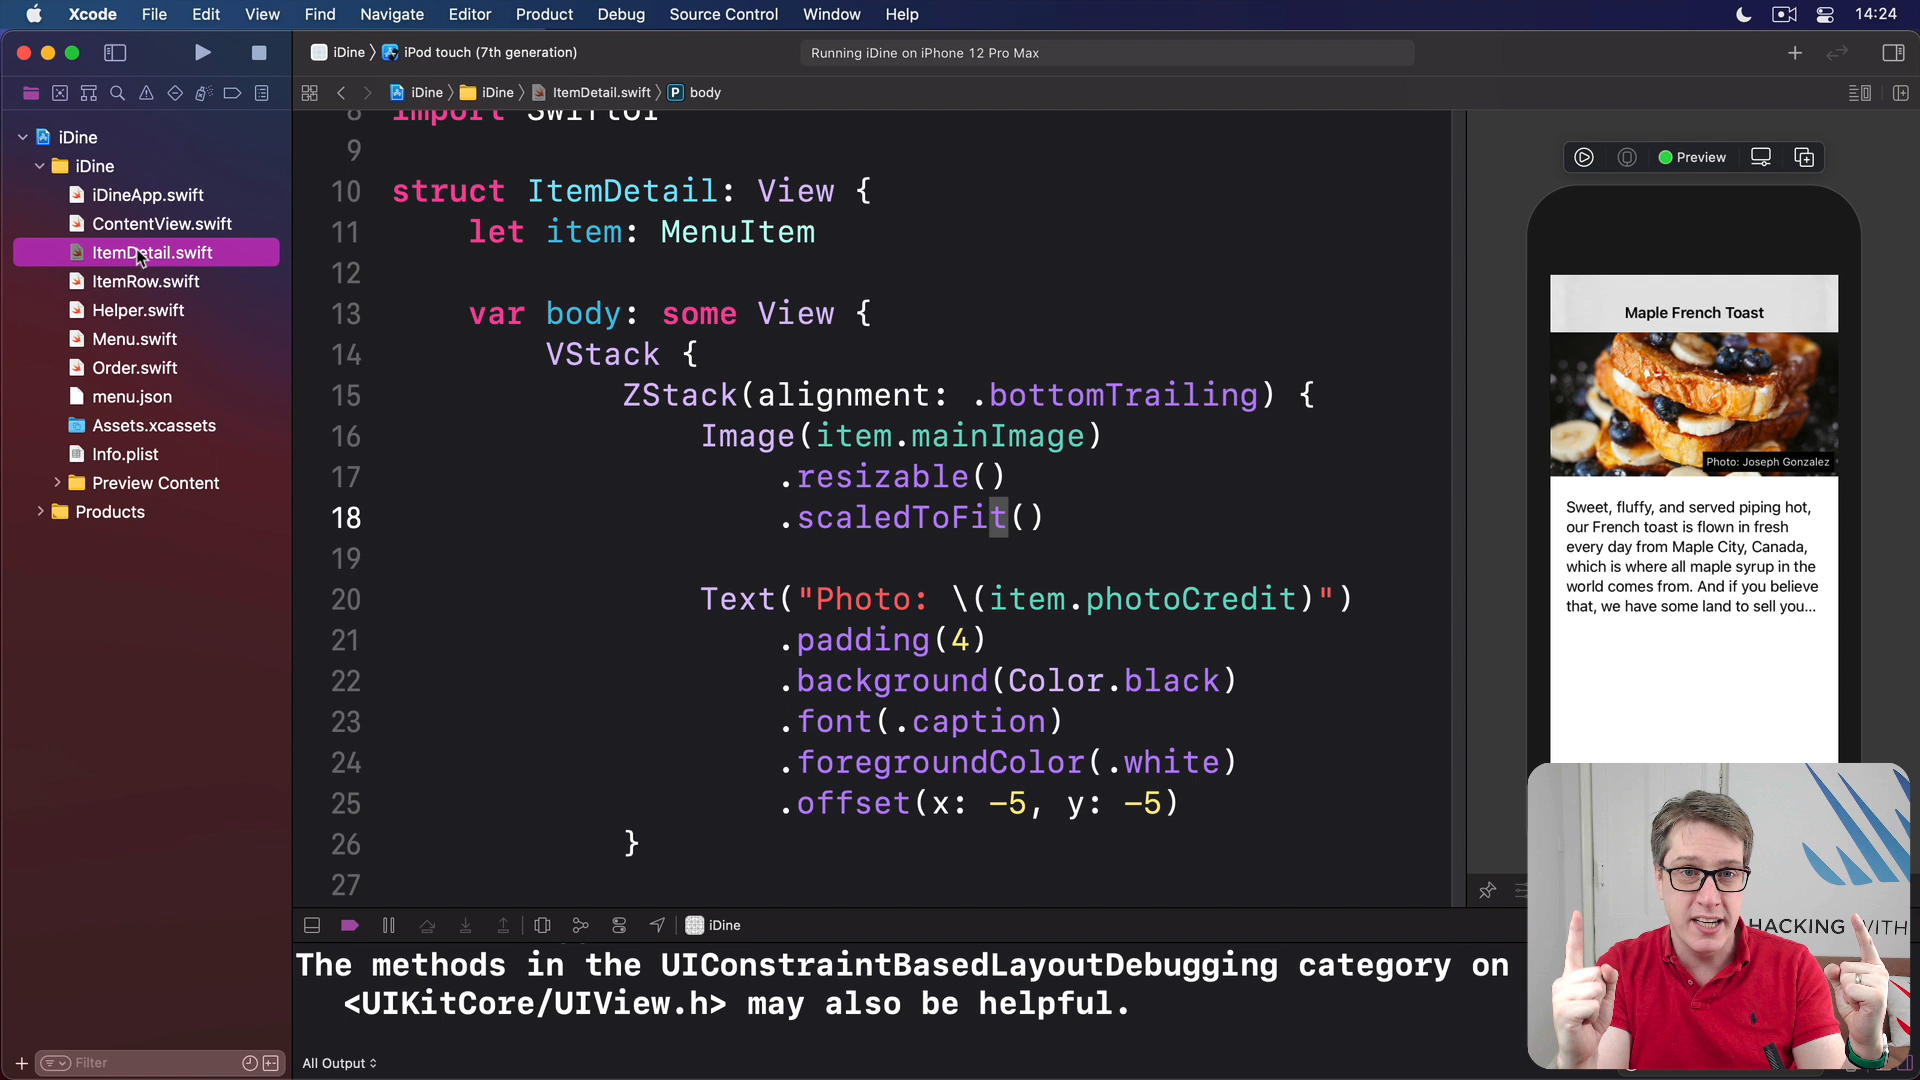 Xcode File Edit View Find Navigate Editor Product Debug Source Control Window Help 14:24
iDine iPod touch (7th generation) Running iDine on iPhone 12 Pro Max
iDine iDine ItemDetail.swift P body
iDine
iDine
iDineApp.swift
ContentView.swift
ItemDetail.swift
ItemRow.swift
Helper.swift
Menu.swift
Order.swift
menu.json
Assets.xcassets
Info.plist
Preview Content
Products
Filter
8 import SwiftUI
9
10 struct ItemDetail: View {
11 let item: MenuItem
12
13 var body: some View {
14 VStack {
15 ZStack(alignment: .bottomTrailing) {
16 Image(item.mainImage)
17 .resizable()
18 .scaledToFit()
19
20 Text("Photo: \(item.photoCredit)")
21 .padding(4)
22 .background(Color.black)
23 .font(.caption)
24 .foregroundColor(.white)
25 .offset(x: -5, y: -5)
26 }
27
iDine
The methods in the UIConstraintBasedLayoutDebugging category on
<UIKitCore/UIView.h> may also be helpful.
All Output
Preview
Maple French Toast
Photo: Joseph Gonzalez
Sweet, fluffy, and served piping hot,
our French toast is flown in fresh
every day from Maple City, Canada,
which is where all maple syrup in the
world comes from. And if you believe
that, we have some land to sell you...
HACKING WITH